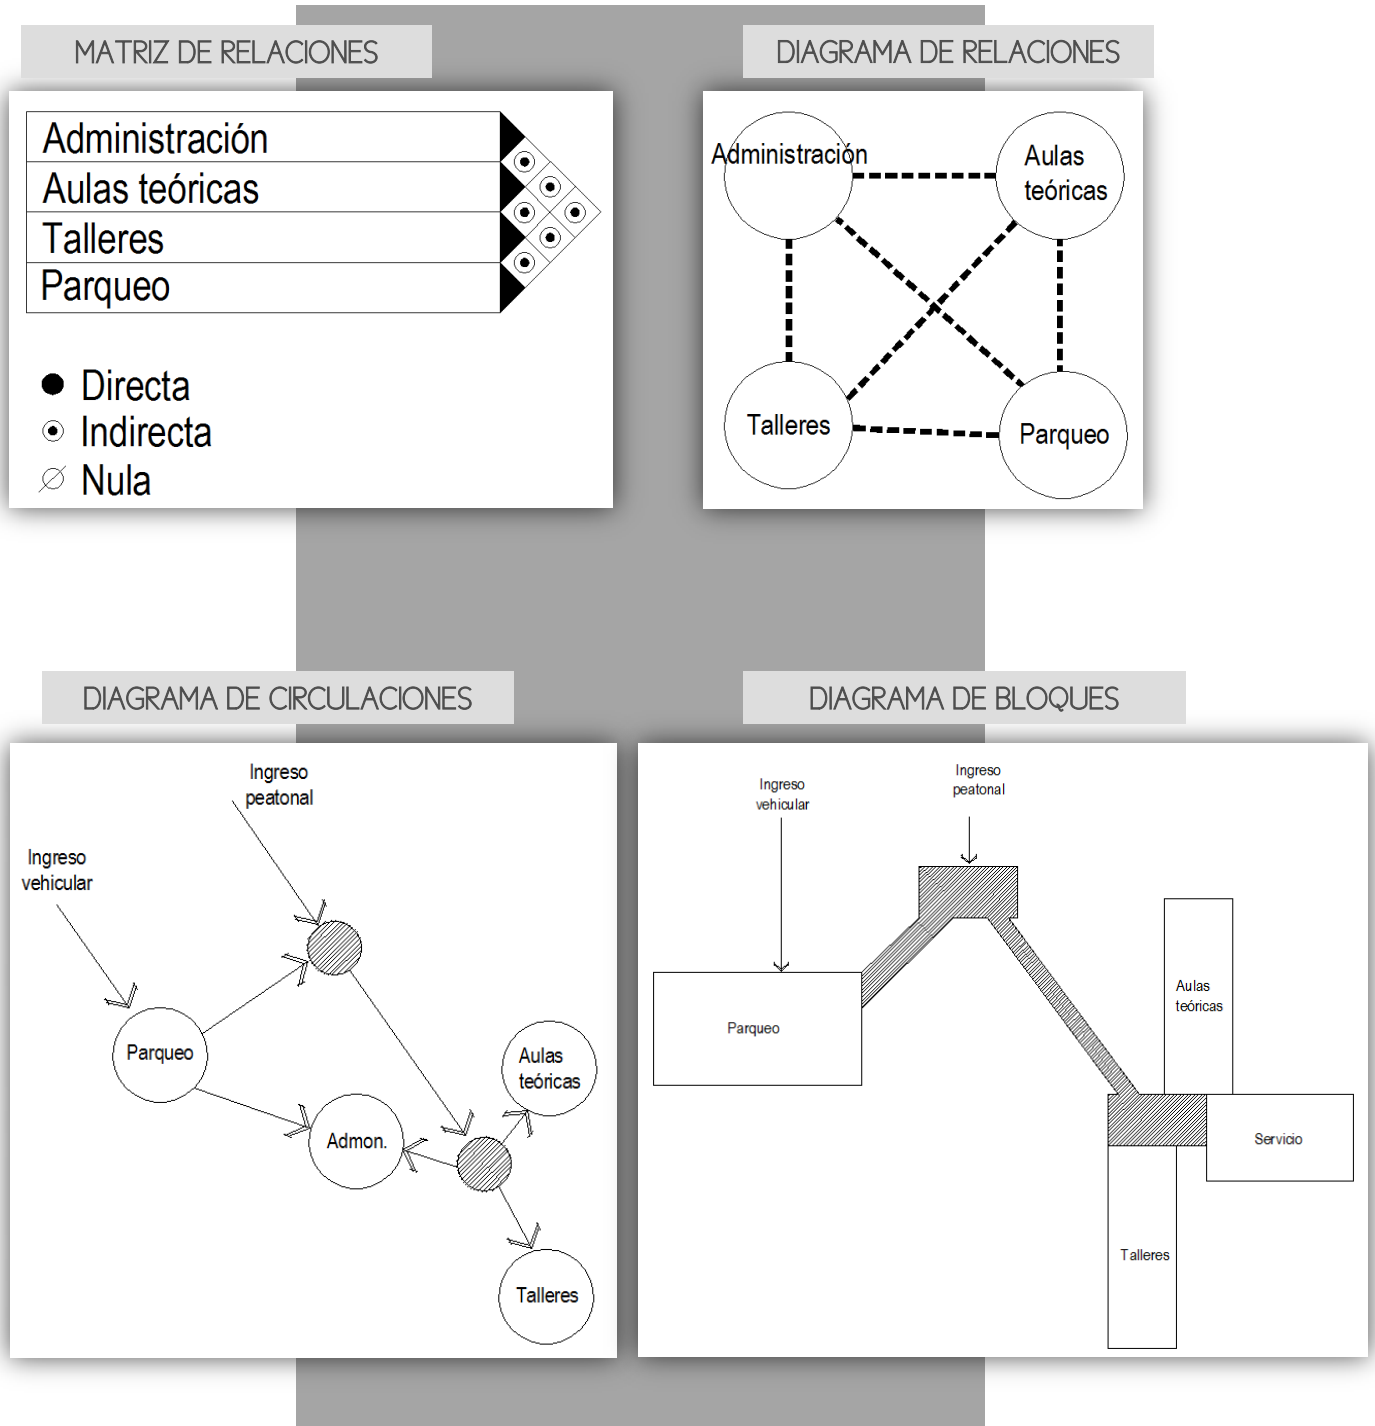 MATRIZ DE RELACIONES
Administración
Aulas teóricas
Talleres
Parqueo
Directa
Indirecta
Nula
DIAGRAMA DE RELACIONES
Administración
Aulas
teóricas
Talleres
Parqueo
DIAGRAMA DE CIRCULACIONES
Ingreso
peatonal
Ingreso
vehicular
Parqueo
Aulas
teóricas
Admon.
Talleres
DIAGRAMA DE BLOQUES
Ingreso
vehicular
Ingreso
peatonal
Parqueo
Aulas
teóricas
Servicio
Talleres